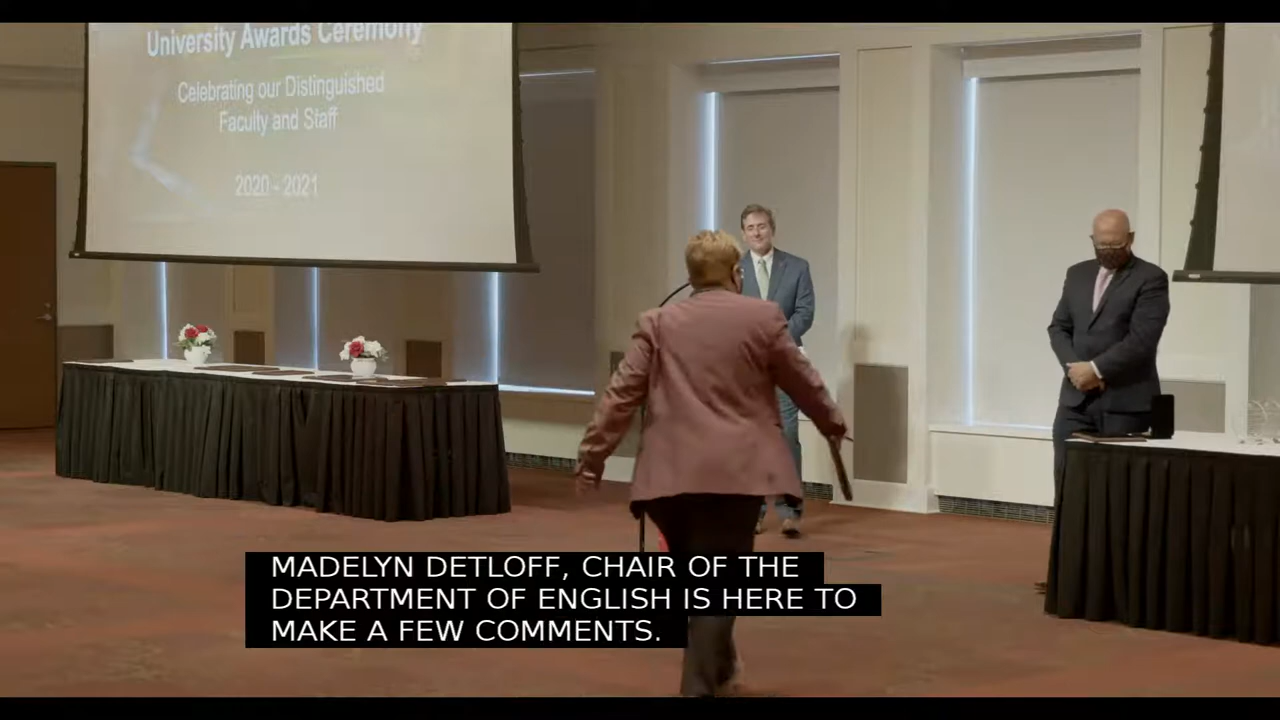 University Awards Ceremony
Celebrating our Distinguished
Faculty and Staff
2020 - 2021
MADELYN DETLOFF, CHAIR OF THE
DEPARTMENT OF ENGLISH IS HERE TO
MAKE A FEW COMMENTS.